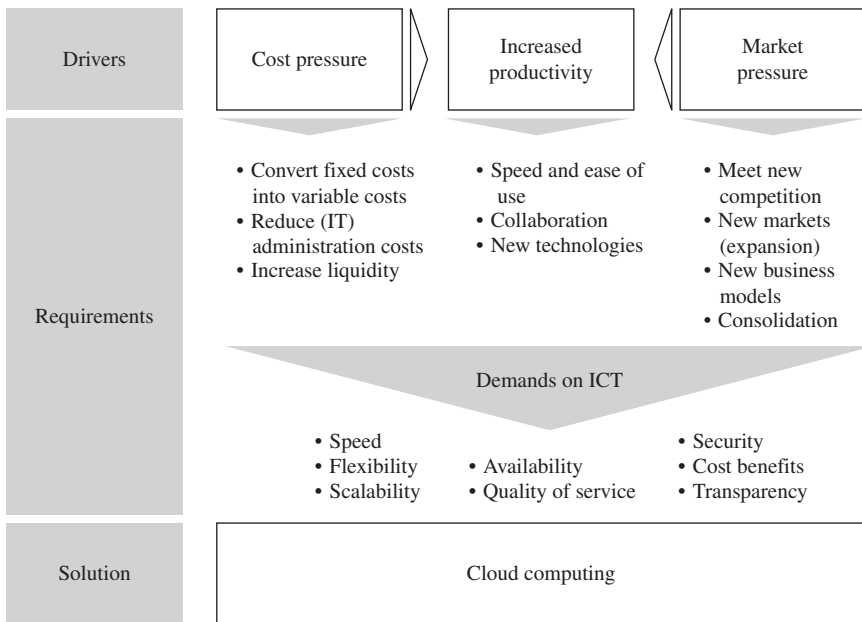 Drivers
Cost pressure
Increased
productivity
Market
pressure
Requirements
• Convert fixed costs
into variable costs
• Reduce (IT)
administration costs
• Increase liquidity
• Speed and ease of
use
• Collaboration
• New technologies
• Meet new
competition
• New markets
(expansion)
• New business
models
• Consolidation
Demands on ICT
• Speed
• Flexibility
• Scalability
• Availability
• Quality of service
• Security
• Cost benefits
• Transparency
Solution
Cloud computing